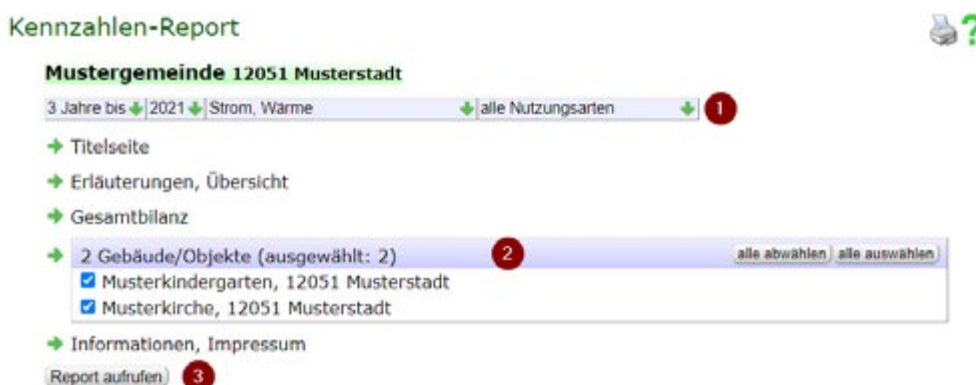 Kennzahlen-Report
?
Mustergemeinde 12051 Musterstadt
3 Jahre bis 2021 Strom, Wärme alle Nutzungsarten 1
Titelseite
Erläuterungen, Übersicht
Gesamtbilanz
2 Gebäude/Objekte (ausgewählt: 2) 2 alle abwählen alle auswählen
Musterkindergarten, 12051 Musterstadt
Musterkirche, 12051 Musterstadt
Informationen, Impressum
Report aufrufen 3